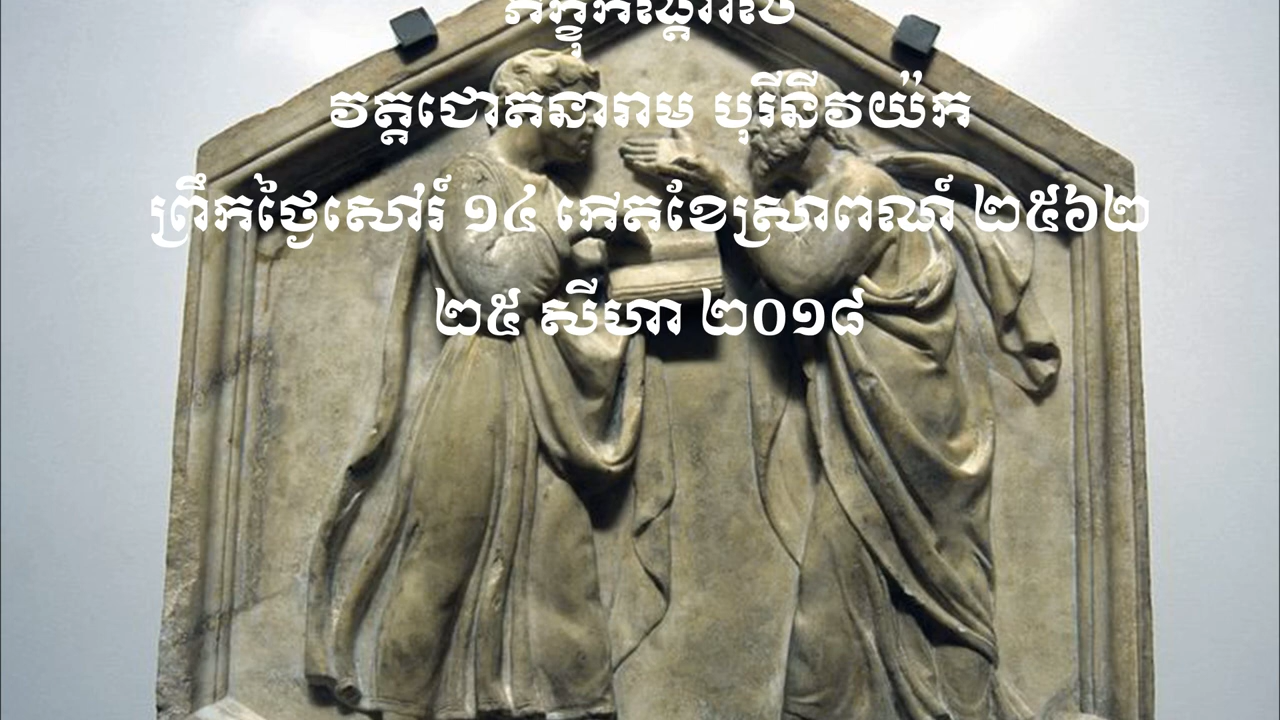 វត្តជោតនារាម បុរីនីវយ៉ក
ព្រឹកថ្ងៃសៅរ៍ ១៤ កើតខែស្រាពណ៍ ២៥៦២
២៥ សីហា ២០១៨